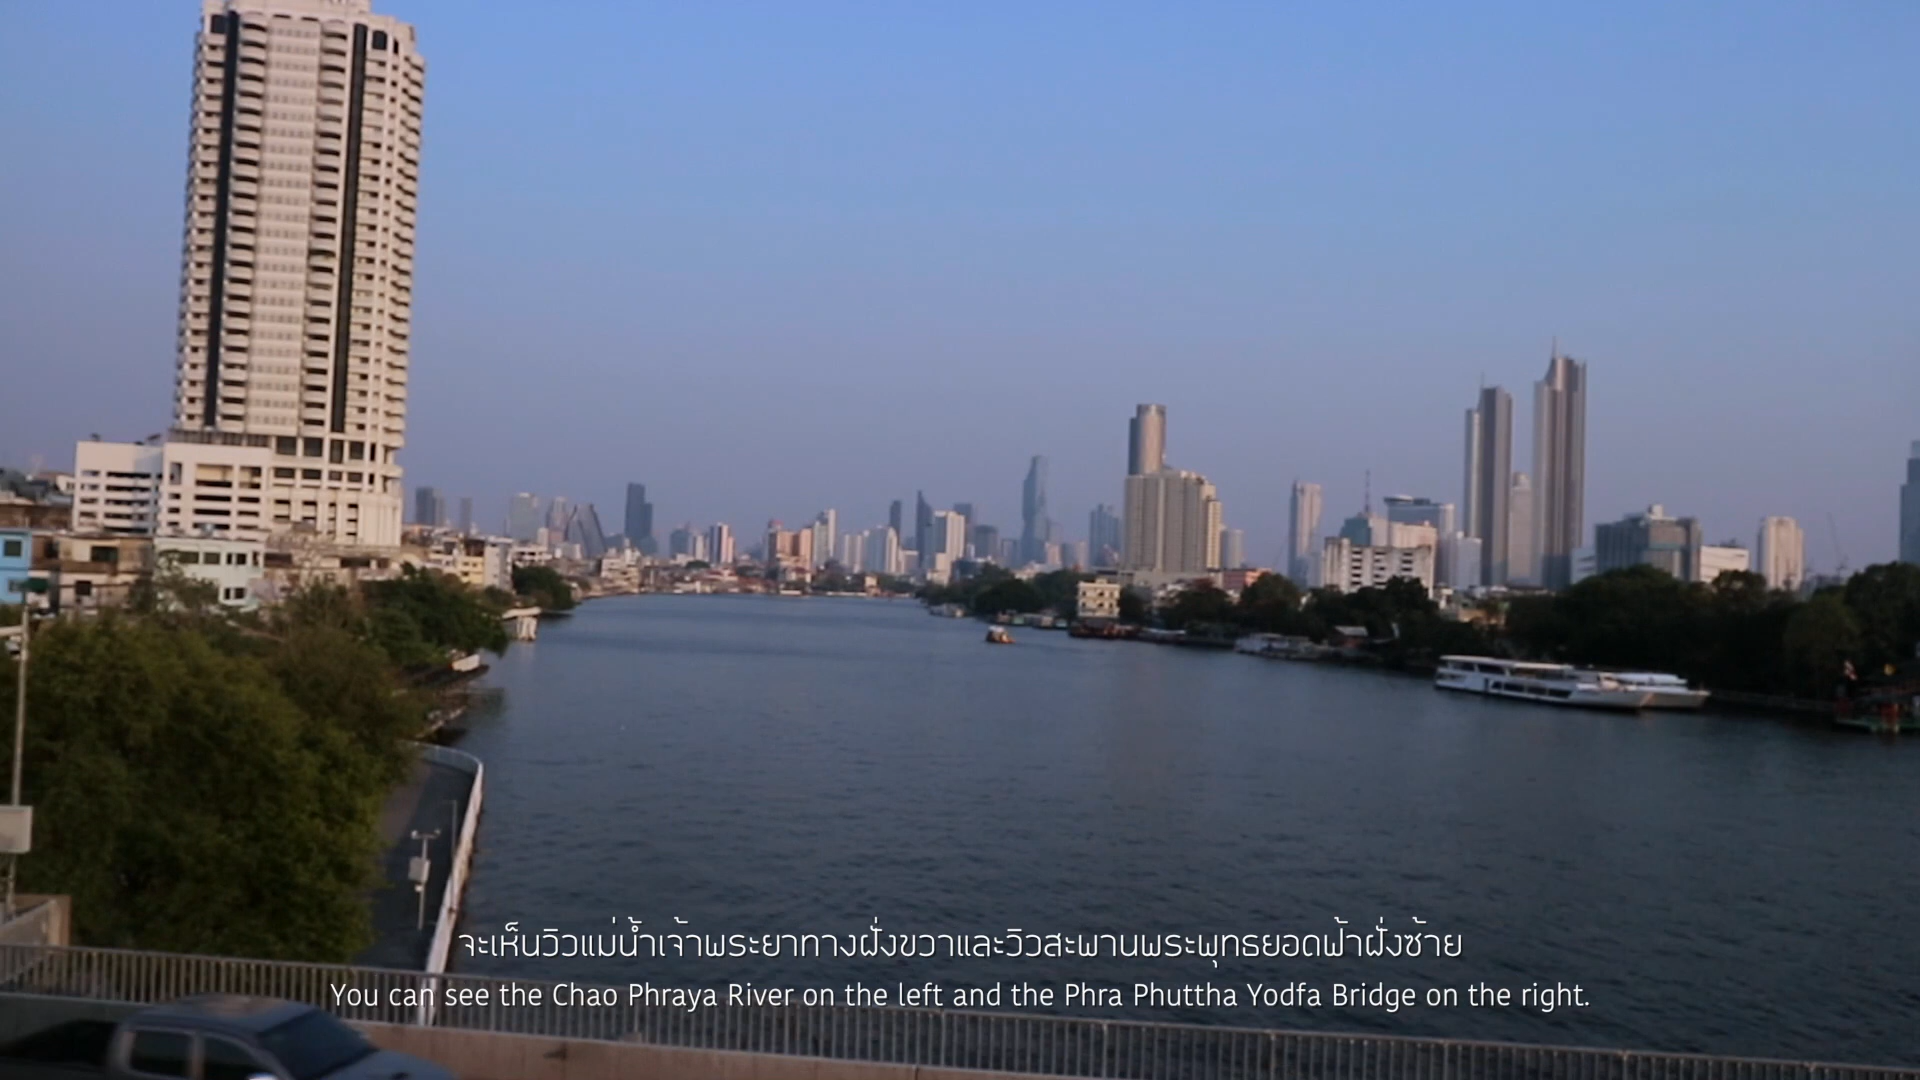 จะเห็นวิวแม่น้ำเจ้าพระยาทางฝั่งขวาและวิวสะพานพระพุทธยอดฟ้าฝั่งซ้าย
You can see the Chao Phraya River on the left and the Phra Phuttha Yodfa Bridge on the right.